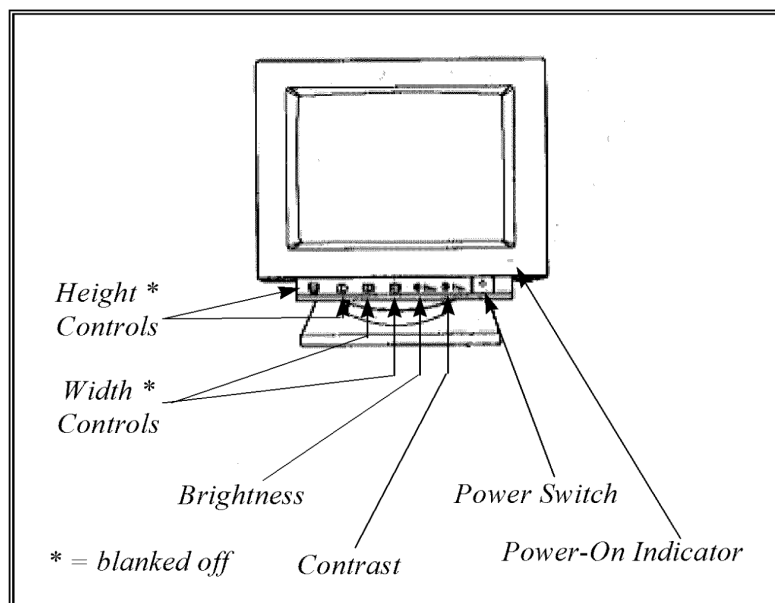 Height *
Controls
Width *
Controls
Brightness
Power Switch
* = blanked off
Contrast
Power-On Indicator